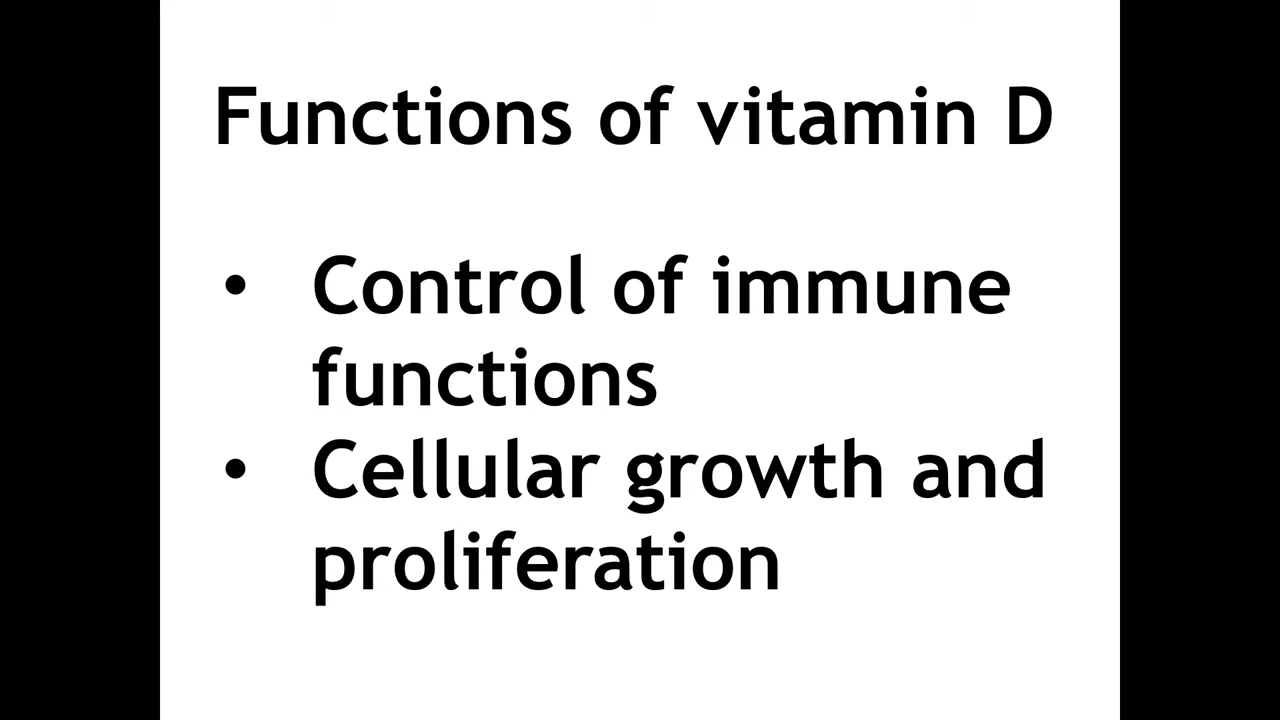 Functions of vitamin D
• Control of immune
functions
• Cellular growth and
proliferation